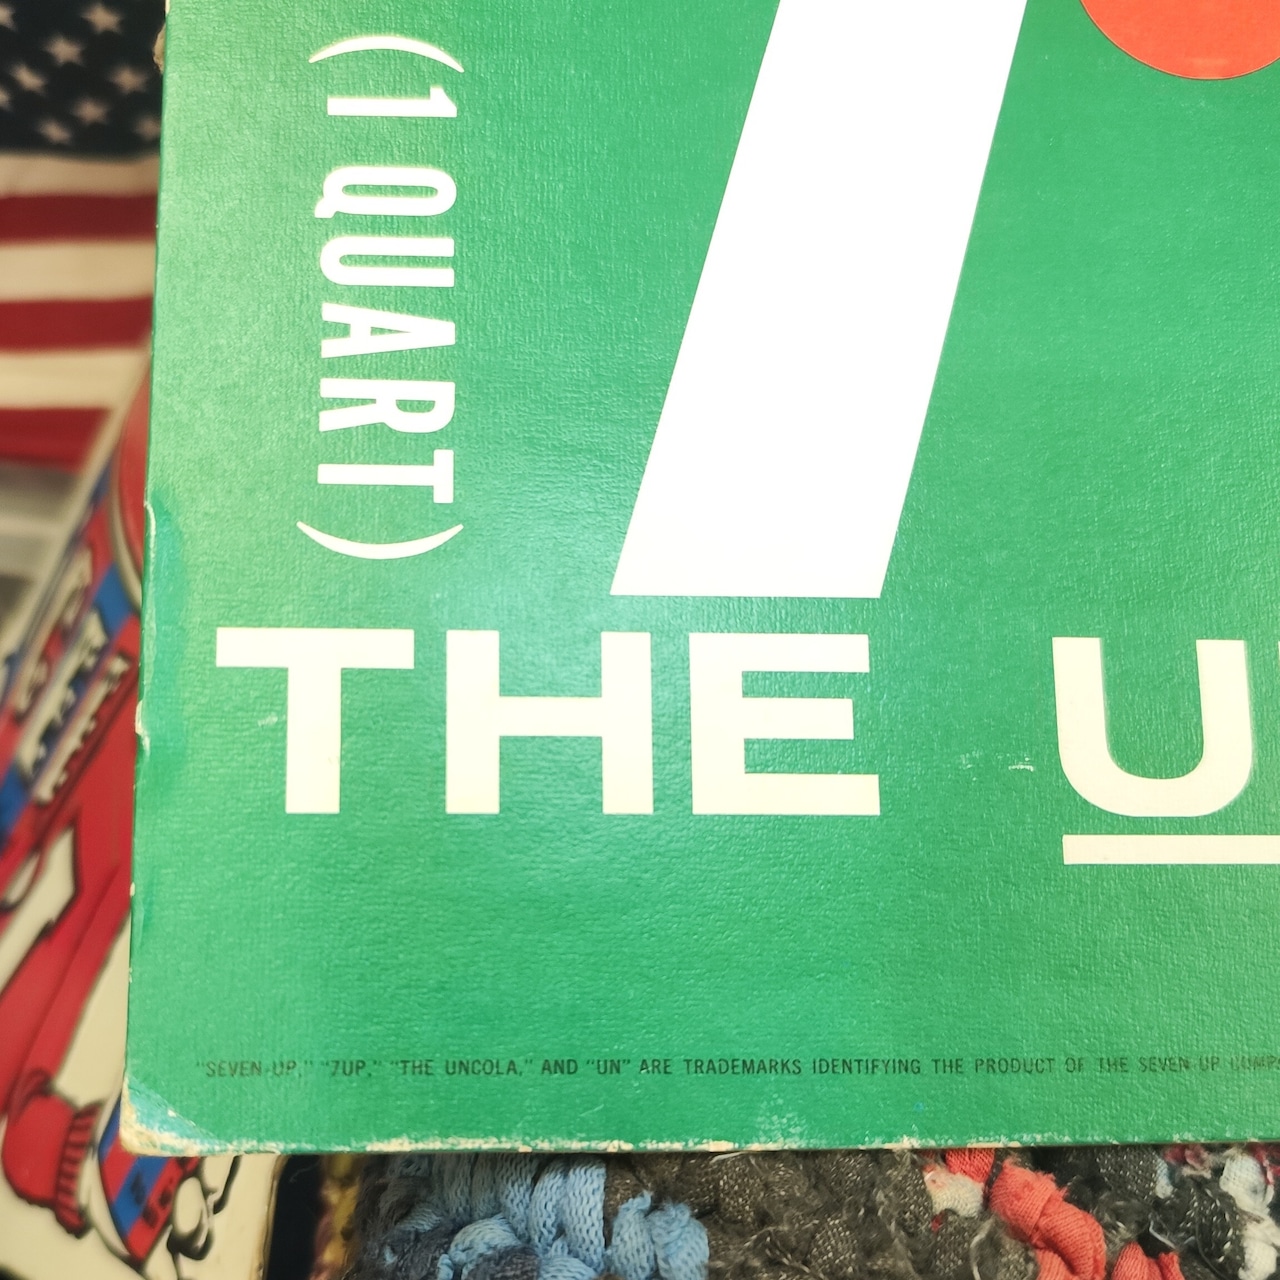 (1 QUART)
7
THE U
"SEVEN-UP," "7UP," "THE UNCOLA," AND "UN" ARE TRADEMARKS IDENTIFYING THE PRODUCT OF THE SEVEN-UP